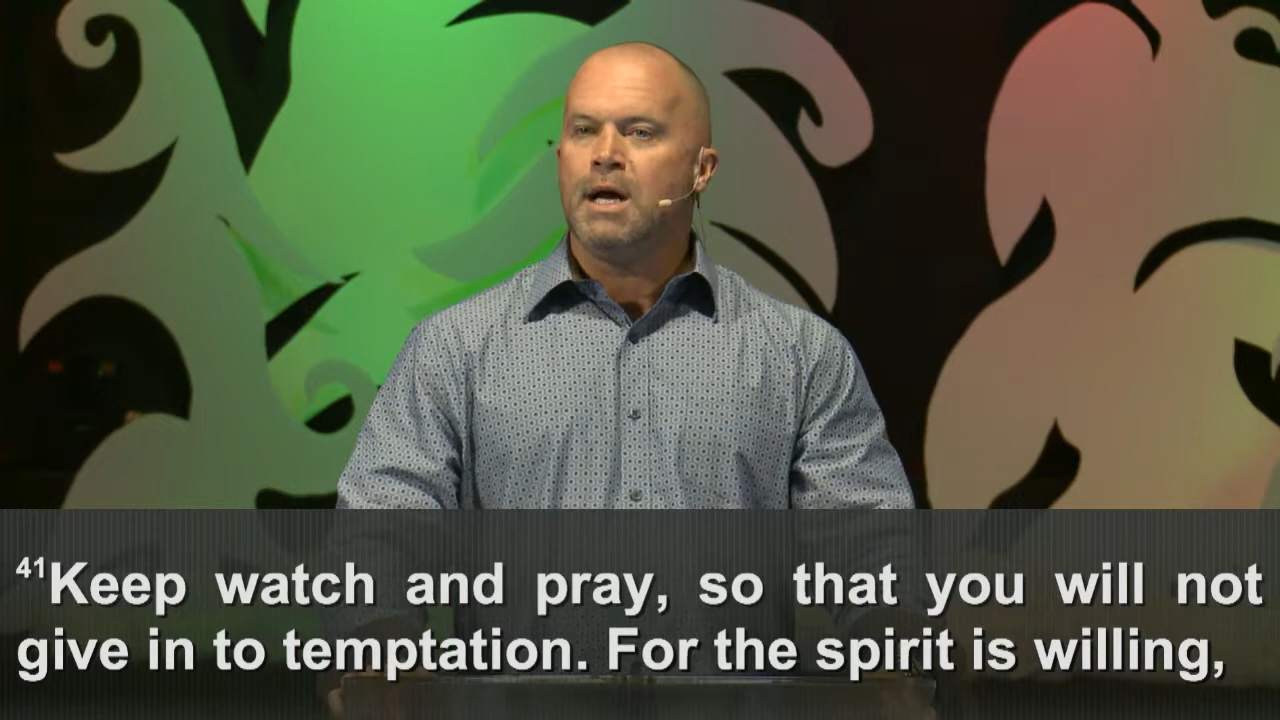 41Keep watch and pray, so that you will not
give in to temptation. For the spirit is willing,